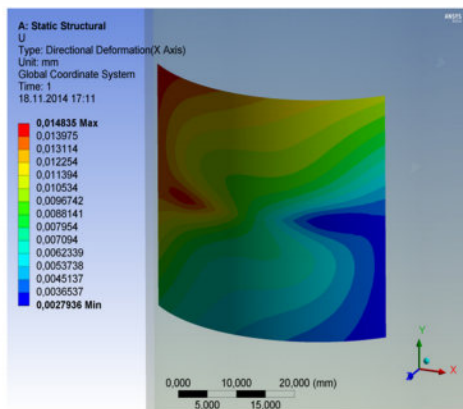 ANSYS
A: Static Structural
U
Type: Directional Deformation(X Axis)
Unit: mm
Global Coordinate System
Time: 1
18.11.2014 17:11
0,014835 Max
0,013975
0,013114
0,012254
0,011394
0,010534
0,0096742
0,0088141
0,007954
0,007094
0,0062339
0,0053738
0,0045137
0,0036537
0,0027936 Min
Y
X
Z
0,000 10,000 20,000 (mm)
5,000 15,000